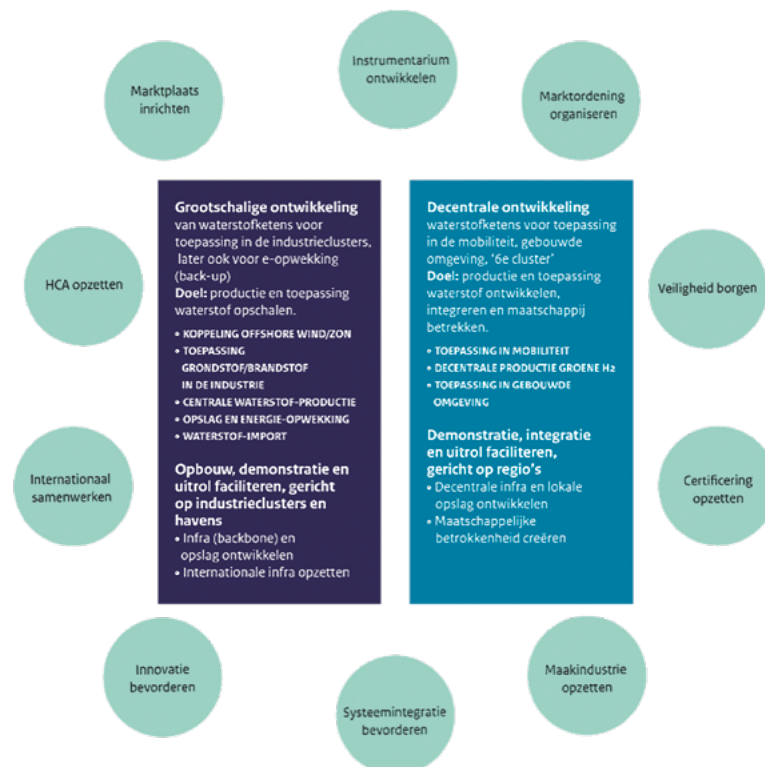 Instrumentarium
ontwikkelen
Marktplaats
inrichten
Marktordening
organiseren
HCA opzetten
Grootschalige ontwikkeling
van waterstofketens voor
toepassing in de industrieclusters,
later ook voor e-opwekking
(back-up)
Doel: productie en toepassing
waterstof opschalen.
• KOPPELING OFFSHORE WIND/ZON
• TOEPASSING
GRONDSTOF/BRANDSTOF
IN DE INDUSTRIE
• CENTRALE WATERSTOF-PRODUCTIE
• OPSLAG EN ENERGIE-OPWEKKING
• WATERSTOF-IMPORT
Opbouw, demonstratie en
uitrol faciliteren, gericht
op industrieclusters en
havens
• Infra (backbone) en
opslag ontwikkelen
• Internationale infra opzetten
Decentrale ontwikkeling
waterstofketens voor toepassing
in de mobiliteit, gebouwde
omgeving, ‘6e cluster’
Doel: productie en toepassing
waterstof ontwikkelen,
integreren en maatschappij
betrekken.
• TOEPASSING IN MOBILITEIT
• DECENTRALE PRODUCTIE GROENE H2
• TOEPASSING IN GEBOUWDE
OMGEVING
Demonstratie, integratie
en uitrol faciliteren,
gericht op regio’s
• Decentrale infra en lokale
opslag ontwikkelen
• Maatschappelijke
betrokkenheid creëren
Veiligheid borgen
Internationaal
samenwerken
Certificering
opzetten
Innovatie
bevorderen
Systeemintegratie
bevorderen
Maakindustrie
opzetten